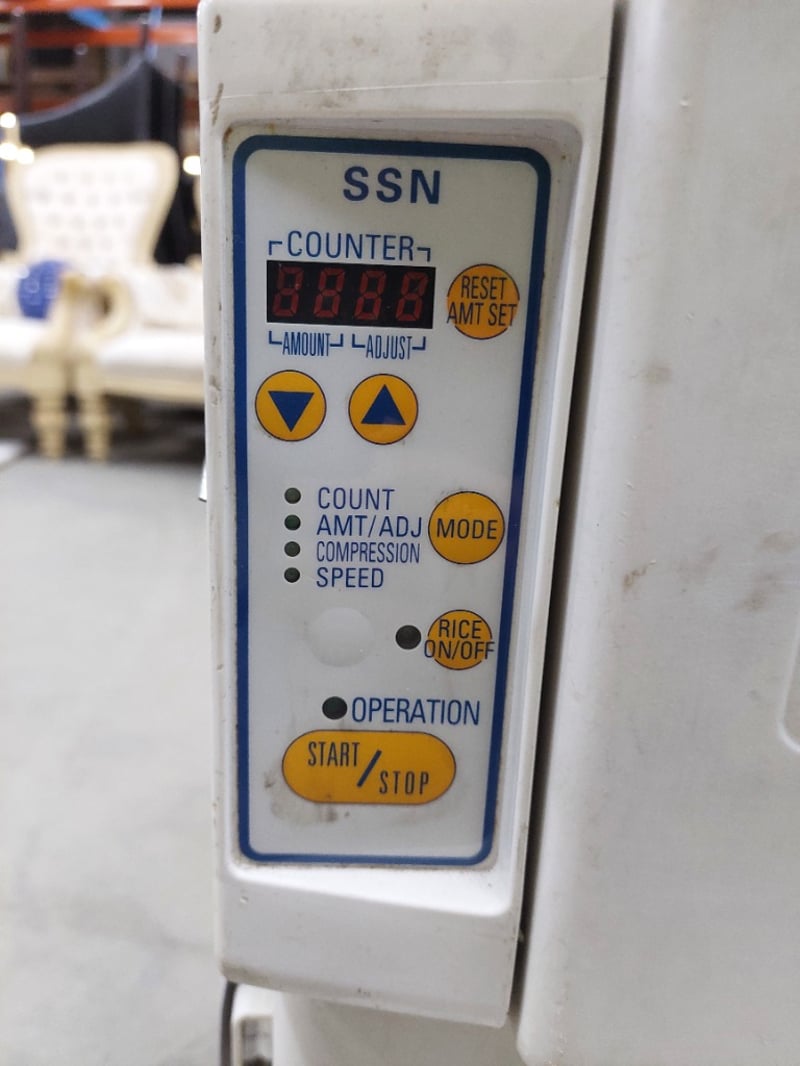 SSN
COUNTER
8888
RESET
AMT SET
AMOUNT ADJUST
COUNT
AMT/ADJ
COMPRESSION
SPEED
MODE
RICE
ON/OFF
OPERATION
START/STOP